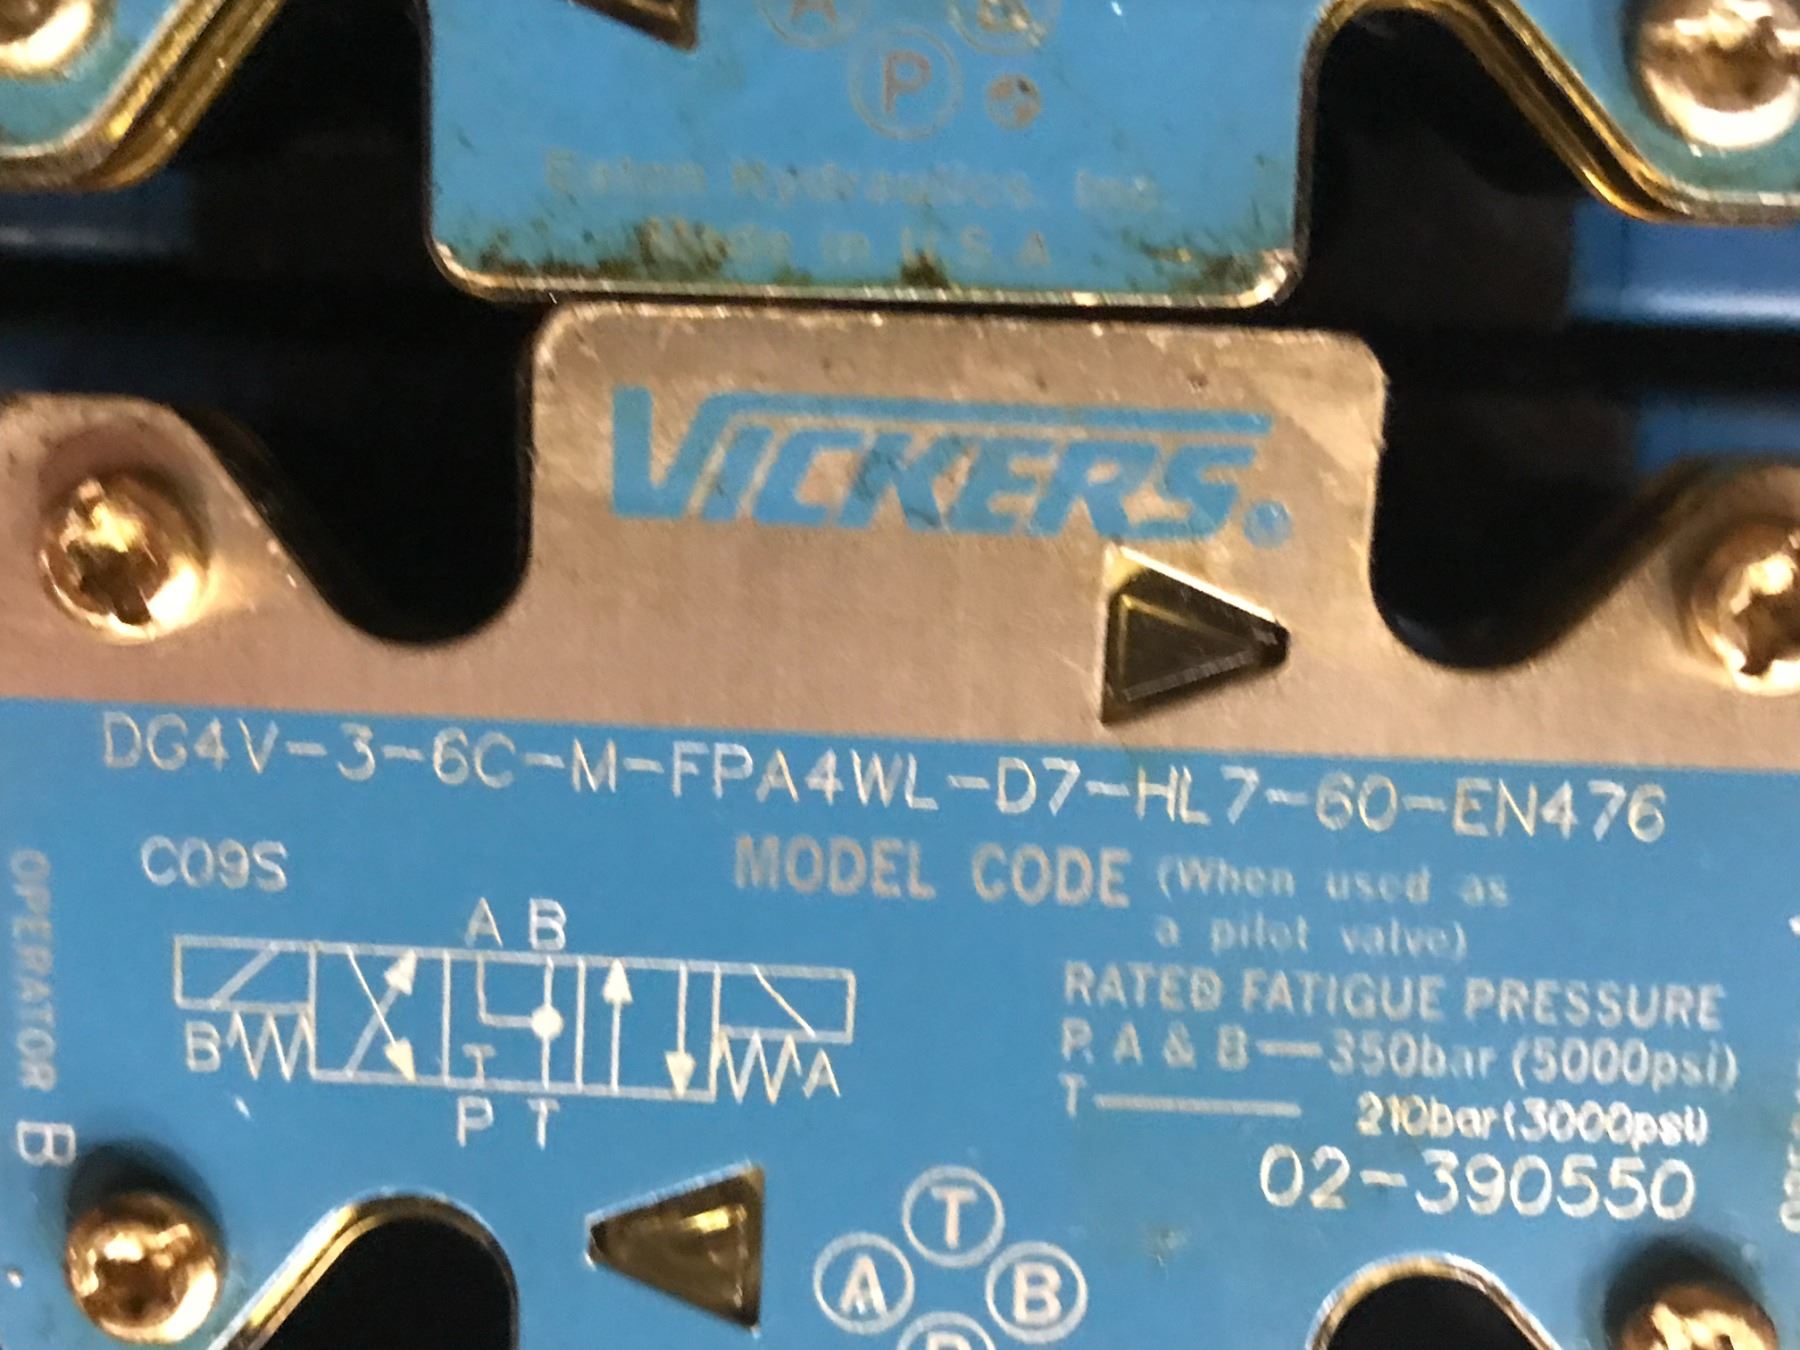 A B
P
Eaton Hydraulics, Inc.
Made in U.S.A
VICKERS®
DG4V-3-6C-M-FPA4WL-D7-HL7-60-EN476
C09S
MODEL CODE (When used as
a pilot valve)
OPERATOR B
A B
B
T
A
P T
RATED FATIGUE PRESSURE
P, A & B—350bar (5000psi)
T— 210bar (3000psi)
02-390550
T
A B
P